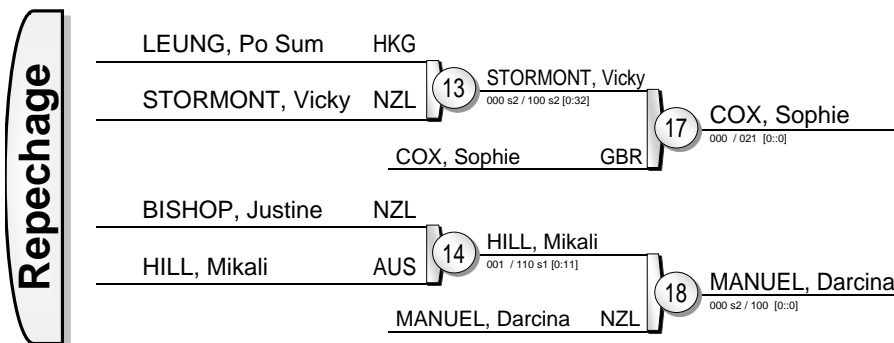 Repechage
LEUNG, Po Sum HKG
STORMONT, Vicky NZL
13
STORMONT, Vicky
000 s2 / 100 s2 [0:32]
COX, Sophie GBR
17
COX, Sophie
000 / 021 [0::0]
BISHOP, Justine NZL
HILL, Mikali AUS
14
HILL, Mikali
001 / 110 s1 [0:11]
MANUEL, Darcina NZL
18
MANUEL, Darcina
000 s2 / 100 [0::0]